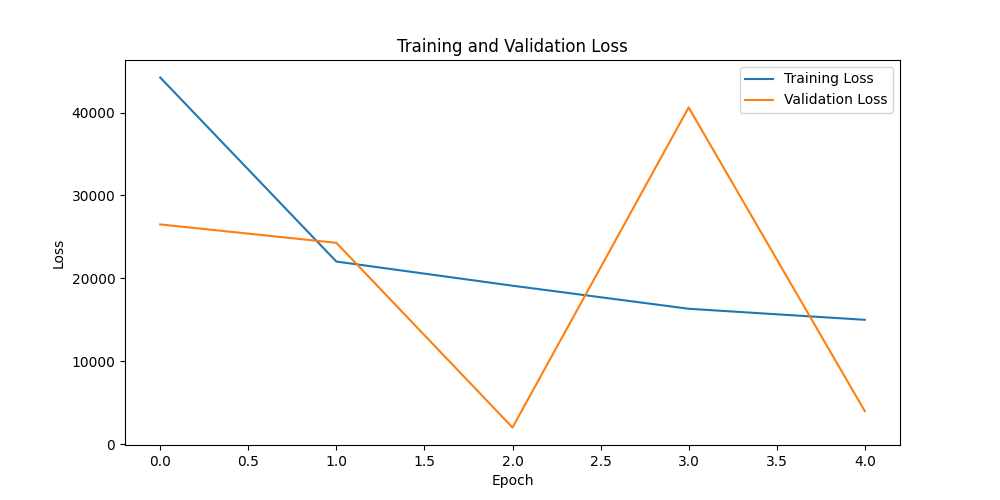 Training and Validation Loss
Training Loss
Validation Loss
Loss
40000
30000
20000
10000
0
0.0 0.5 1.0 1.5 2.0 2.5 3.0 3.5 4.0
Epoch